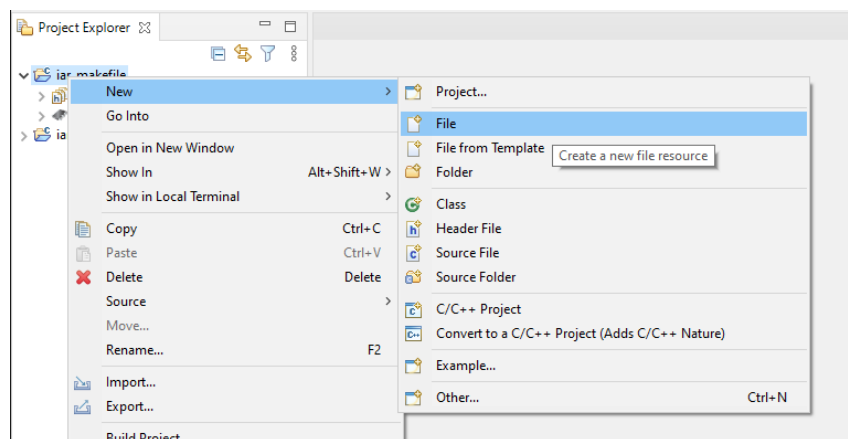 Project Explorer
iar_makefile
ia
New
Go Into
Open in New Window
Show In Alt+Shift+W >
Show in Local Terminal
Copy Ctrl+C
Paste Ctrl+V
Delete Delete
Source
Move...
Rename... F2
Import...
Export...
Build Project
Project...
File
File from Template
Create a new file resource
Folder
Class
Header File
Source File
Source Folder
C/C++ Project
Convert to a C/C++ Project (Adds C/C++ Nature)
Example...
Other... Ctrl+N